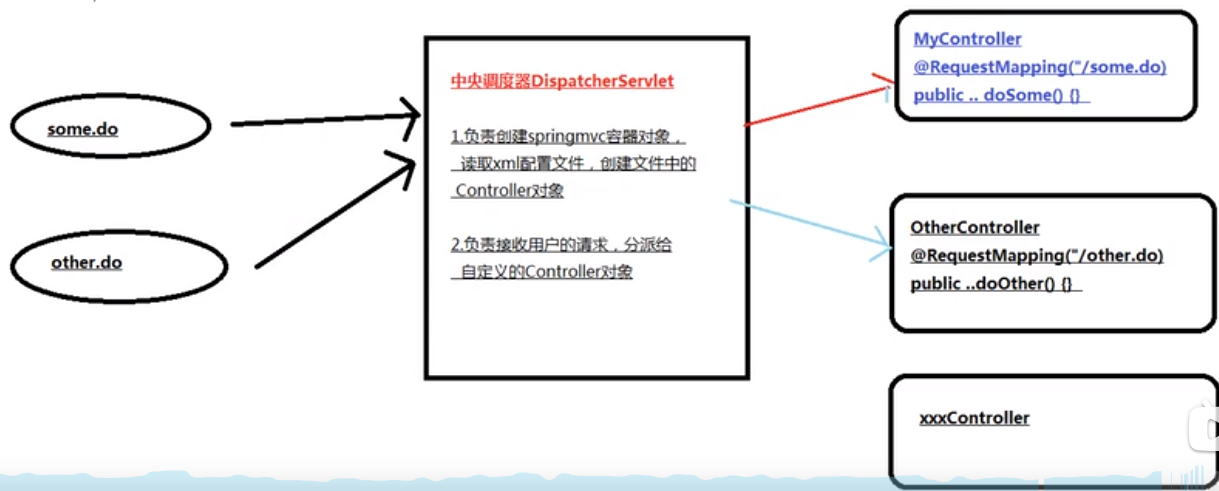 some.do
other.do
中央调度器DispatcherServlet
1.负责创建springmvc容器对象，
读取xml配置文件，创建文件中的
Controller对象
2.负责接收用户的请求，分派给
自定义的Controller对象
MyController
@RequestMapping("/some.do)
public .. doSome() {}
OtherController
@RequestMapping("/other.do)
public ..doOther() {}
xxxController